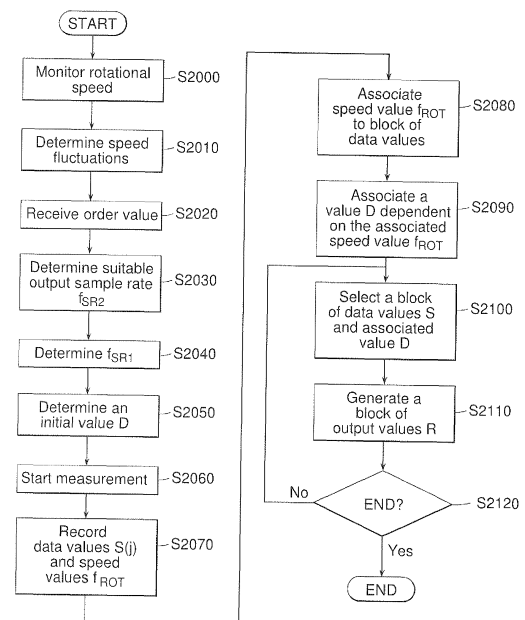 START
Monitor rotational
speed
S2000
Determine speed
fluctuations
S2010
Receive order value
S2020
Determine suitable
output sample rate
fSR2
S2030
Determine fSR1
S2040
Determine an
initial value D
S2050
Start measurement
S2060
Record
data values S(j)
and speed
values fROT
S2070
Associate
speed value fROT
to block of
data values
S2080
Associate a
value D dependent
on the associated
speed value fROT
S2090
Select a block
of data values S
and associated
value D
S2100
Generate a
block of
output values R
S2110
No
END?
S2120
Yes
END